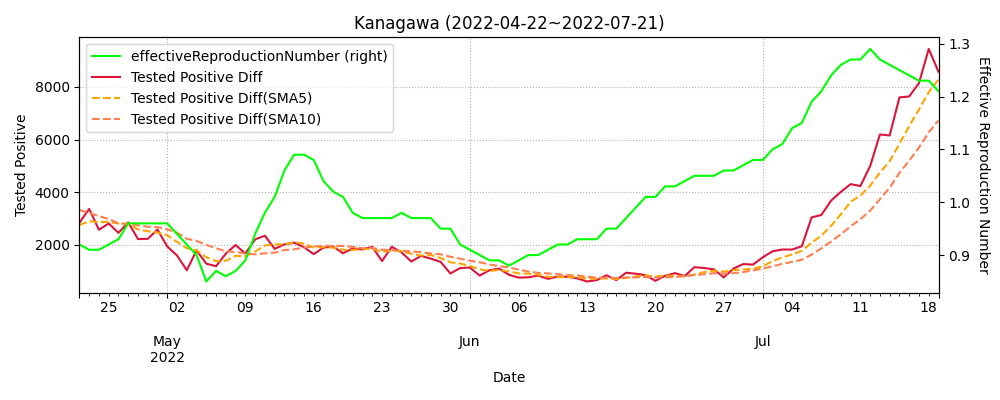 Kanagawa (2022-04-22~2022-07-21)
effectiveReproductionNumber (right)
Tested Positive Diff
Tested Positive Diff(SMA5)
Tested Positive Diff(SMA10)
Tested Positive
8000
6000
4000
2000
1.3
1.2
1.1
1.0
0.9
Effective Reproduction Number
25 02 09 16 23 30 06 13 20 27 04 11 18
May Jun Jul
2022
Date